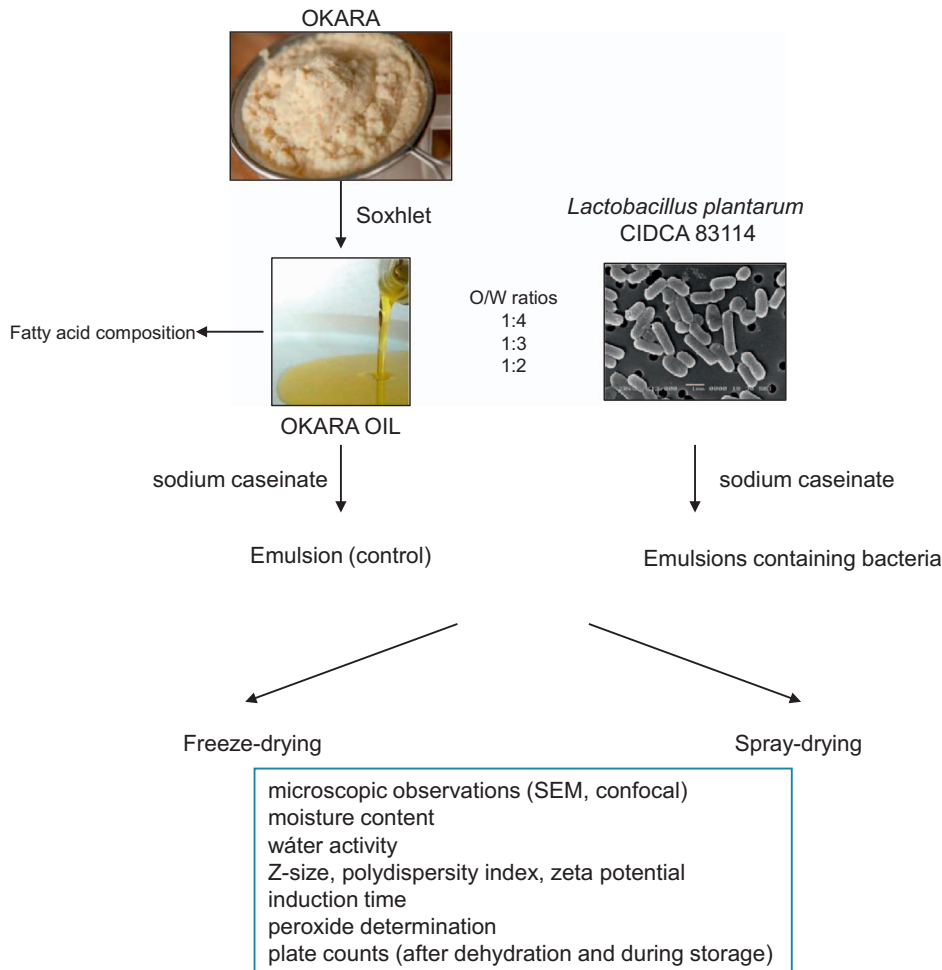 OKARA
Soxhlet
Lactobacillus plantarum
CIDCA 83114
O/W ratios
1:4
1:3
1:2
Fatty acid composition
OKARA OIL
sodium caseinate
sodium caseinate
Emulsion (control)
Emulsions containing bacteria
Freeze-drying
Spray-drying
microscopic observations (SEM, confocal)
moisture content
wáter activity
Z-size, polydispersity index, zeta potential
induction time
peroxide determination
plate counts (after dehydration and during storage)